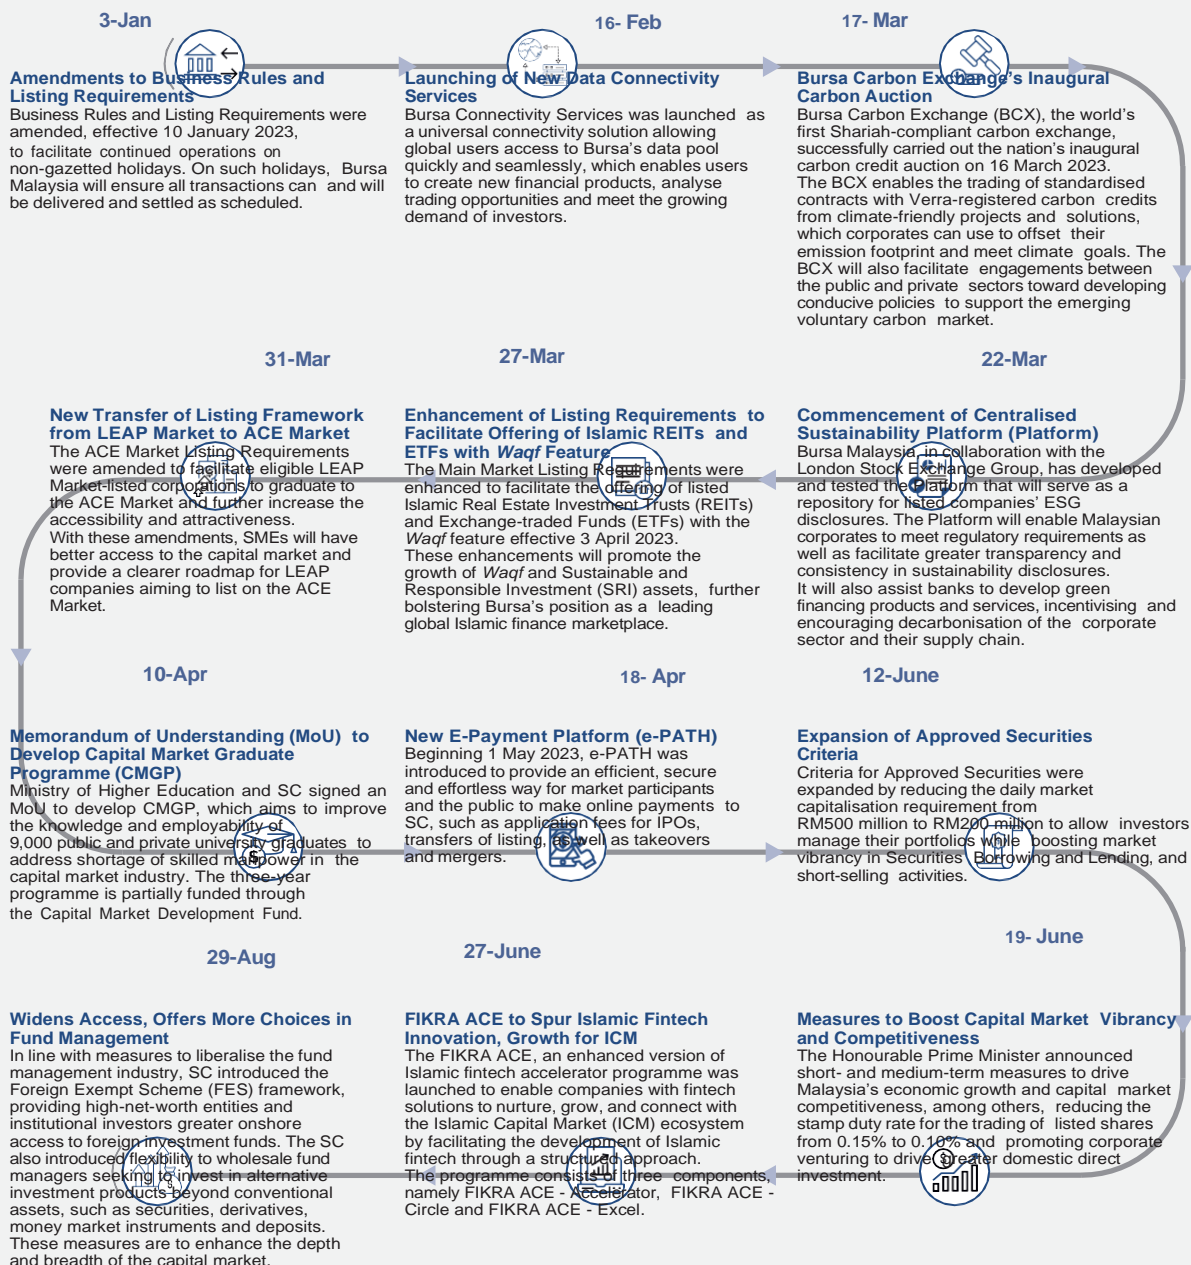 3-Jan
Amendments to Business Rules and
Listing Requirements
Business Rules and Listing Requirements were
amended, effective 10 January 2023,
to facilitate continued operations on
non-gazetted holidays. On such holidays, Bursa
Malaysia will ensure all transactions can and will
be delivered and settled as scheduled.
16- Feb
Launching of New Data Connectivity
Services
Bursa Connectivity Services was launched as
a universal connectivity solution allowing
global users access to Bursa’s data pool
quickly and seamlessly, which enables users
to create new financial products, analyse
trading opportunities and meet the growing
demand of investors.
17- Mar
Bursa Carbon Exchange’s Inaugural
Carbon Auction
Bursa Carbon Exchange (BCX), the world’s
first Shariah-compliant carbon exchange,
successfully carried out the nation’s inaugural
carbon credit auction on 16 March 2023.
The BCX enables the trading of standardised
contracts with Verra-registered carbon credits
from climate-friendly projects and solutions,
which corporates can use to offset their
emission footprint and meet climate goals. The
BCX will also facilitate engagements between
the public and private sectors toward developing
conducive policies to support the emerging
voluntary carbon market.
22-Mar
Commencement of Centralised
Sustainability Platform (Platform)
Bursa Malaysia, in collaboration with the
London Stock Exchange Group, has developed
and tested the Platform that will serve as a
repository for listed companies’ ESG
disclosures. The Platform will enable Malaysian
corporates to meet regulatory requirements as
well as facilitate greater transparency and
consistency in sustainability disclosures.
It will also assist banks to develop green
financing products and services, incentivising and
encouraging decarbonisation of the corporate
sector and their supply chain.
27-Mar
Enhancement of Listing Requirements to
Facilitate Offering of Islamic REITs and
ETFs with Waqf Feature
The Main Market Listing Requirements were
enhanced to facilitate the offering of listed
Islamic Real Estate Investment Trusts (REITs)
and Exchange-traded Funds (ETFs) with the
Waqf feature effective 3 April 2023.
These enhancements will promote the
growth of Waqf and Sustainable and
Responsible Investment (SRI) assets, further
bolstering Bursa’s position as a leading
global Islamic finance marketplace.
31-Mar
New Transfer of Listing Framework
from LEAP Market to ACE Market
The ACE Market Listing Requirements
were amended to facilitate eligible LEAP
Market-listed corporations to graduate to
the ACE Market and further increase the
accessibility and attractiveness.
With these amendments, SMEs will have
better access to the capital market and
provide a clearer roadmap for LEAP
companies aiming to list on the ACE
Market.
10-Apr
Memorandum of Understanding (MoU) to
Develop Capital Market Graduate
Programme (CMGP)
Ministry of Higher Education and SC signed an
MoU to develop CMGP, which aims to improve
the knowledge and employability of
9,000 public and private university graduates to
address shortage of skilled manpower in the
capital market industry. The three-year
programme is partially funded through
the Capital Market Development Fund.
18- Apr
New E-Payment Platform (e-PATH)
Beginning 1 May 2023, e-PATH was
introduced to provide an efficient, secure
and effortless way for market participants
and the public to make online payments to
SC, such as application fees for IPOs,
transfers of listing, as well as takeovers
and mergers.
12-June
Expansion of Approved Securities
Criteria
Criteria for Approved Securities were
expanded by reducing the daily market
capitalisation requirement from
RM500 million to RM200 million to allow investors
manage their portfolios while boosting market
vibrancy in Securities Borrowing and Lending, and
short-selling activities.
19- June
Measures to Boost Capital Market Vibrancy
and Competitiveness
The Honourable Prime Minister announced
short- and medium-term measures to drive
Malaysia’s economic growth and capital market
competitiveness, among others, reducing the
stamp duty rate for the trading of listed shares
from 0.15% to 0.10% and promoting corporate
venturing to drive greater domestic direct
investment.
27-June
FIKRA ACE to Spur Islamic Fintech
Innovation, Growth for ICM
The FIKRA ACE, an enhanced version of
Islamic fintech accelerator programme was
launched to enable companies with fintech
solutions to nurture, grow, and connect with
the Islamic Capital Market (ICM) ecosystem
by facilitating the development of Islamic
fintech through a structured approach.
The programme consists of three components,
namely FIKRA ACE - Accelerator, FIKRA ACE -
Circle and FIKRA ACE - Excel.
29-Aug
Widens Access, Offers More Choices in
Fund Management
In line with measures to liberalise the fund
management industry, SC introduced the
Foreign Exempt Scheme (FES) framework,
providing high-net-worth entities and
institutional investors greater onshore
access to foreign investment funds. The SC
also introduced flexibility to wholesale fund
managers seeking to invest in alternative
investment products beyond conventional
assets, such as securities, derivatives,
money market instruments and deposits.
These measures are to enhance the depth
and breadth of the capital market.